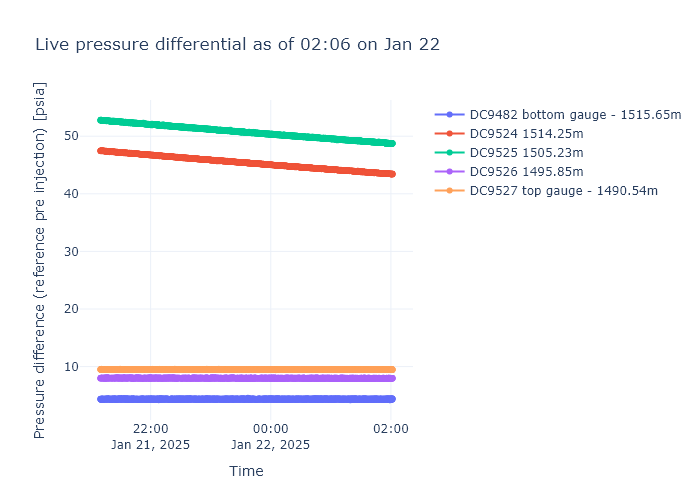 Live pressure differential as of 02:06 on Jan 22
Pressure difference (reference pre injection) [psia]
50
40
30
20
10
22:00
Jan 21, 2025
00:00
Jan 22, 2025
02:00
Time
DC9482 bottom gauge - 1515.65m
DC9524 1514.25m
DC9525 1505.23m
DC9526 1495.85m
DC9527 top gauge - 1490.54m